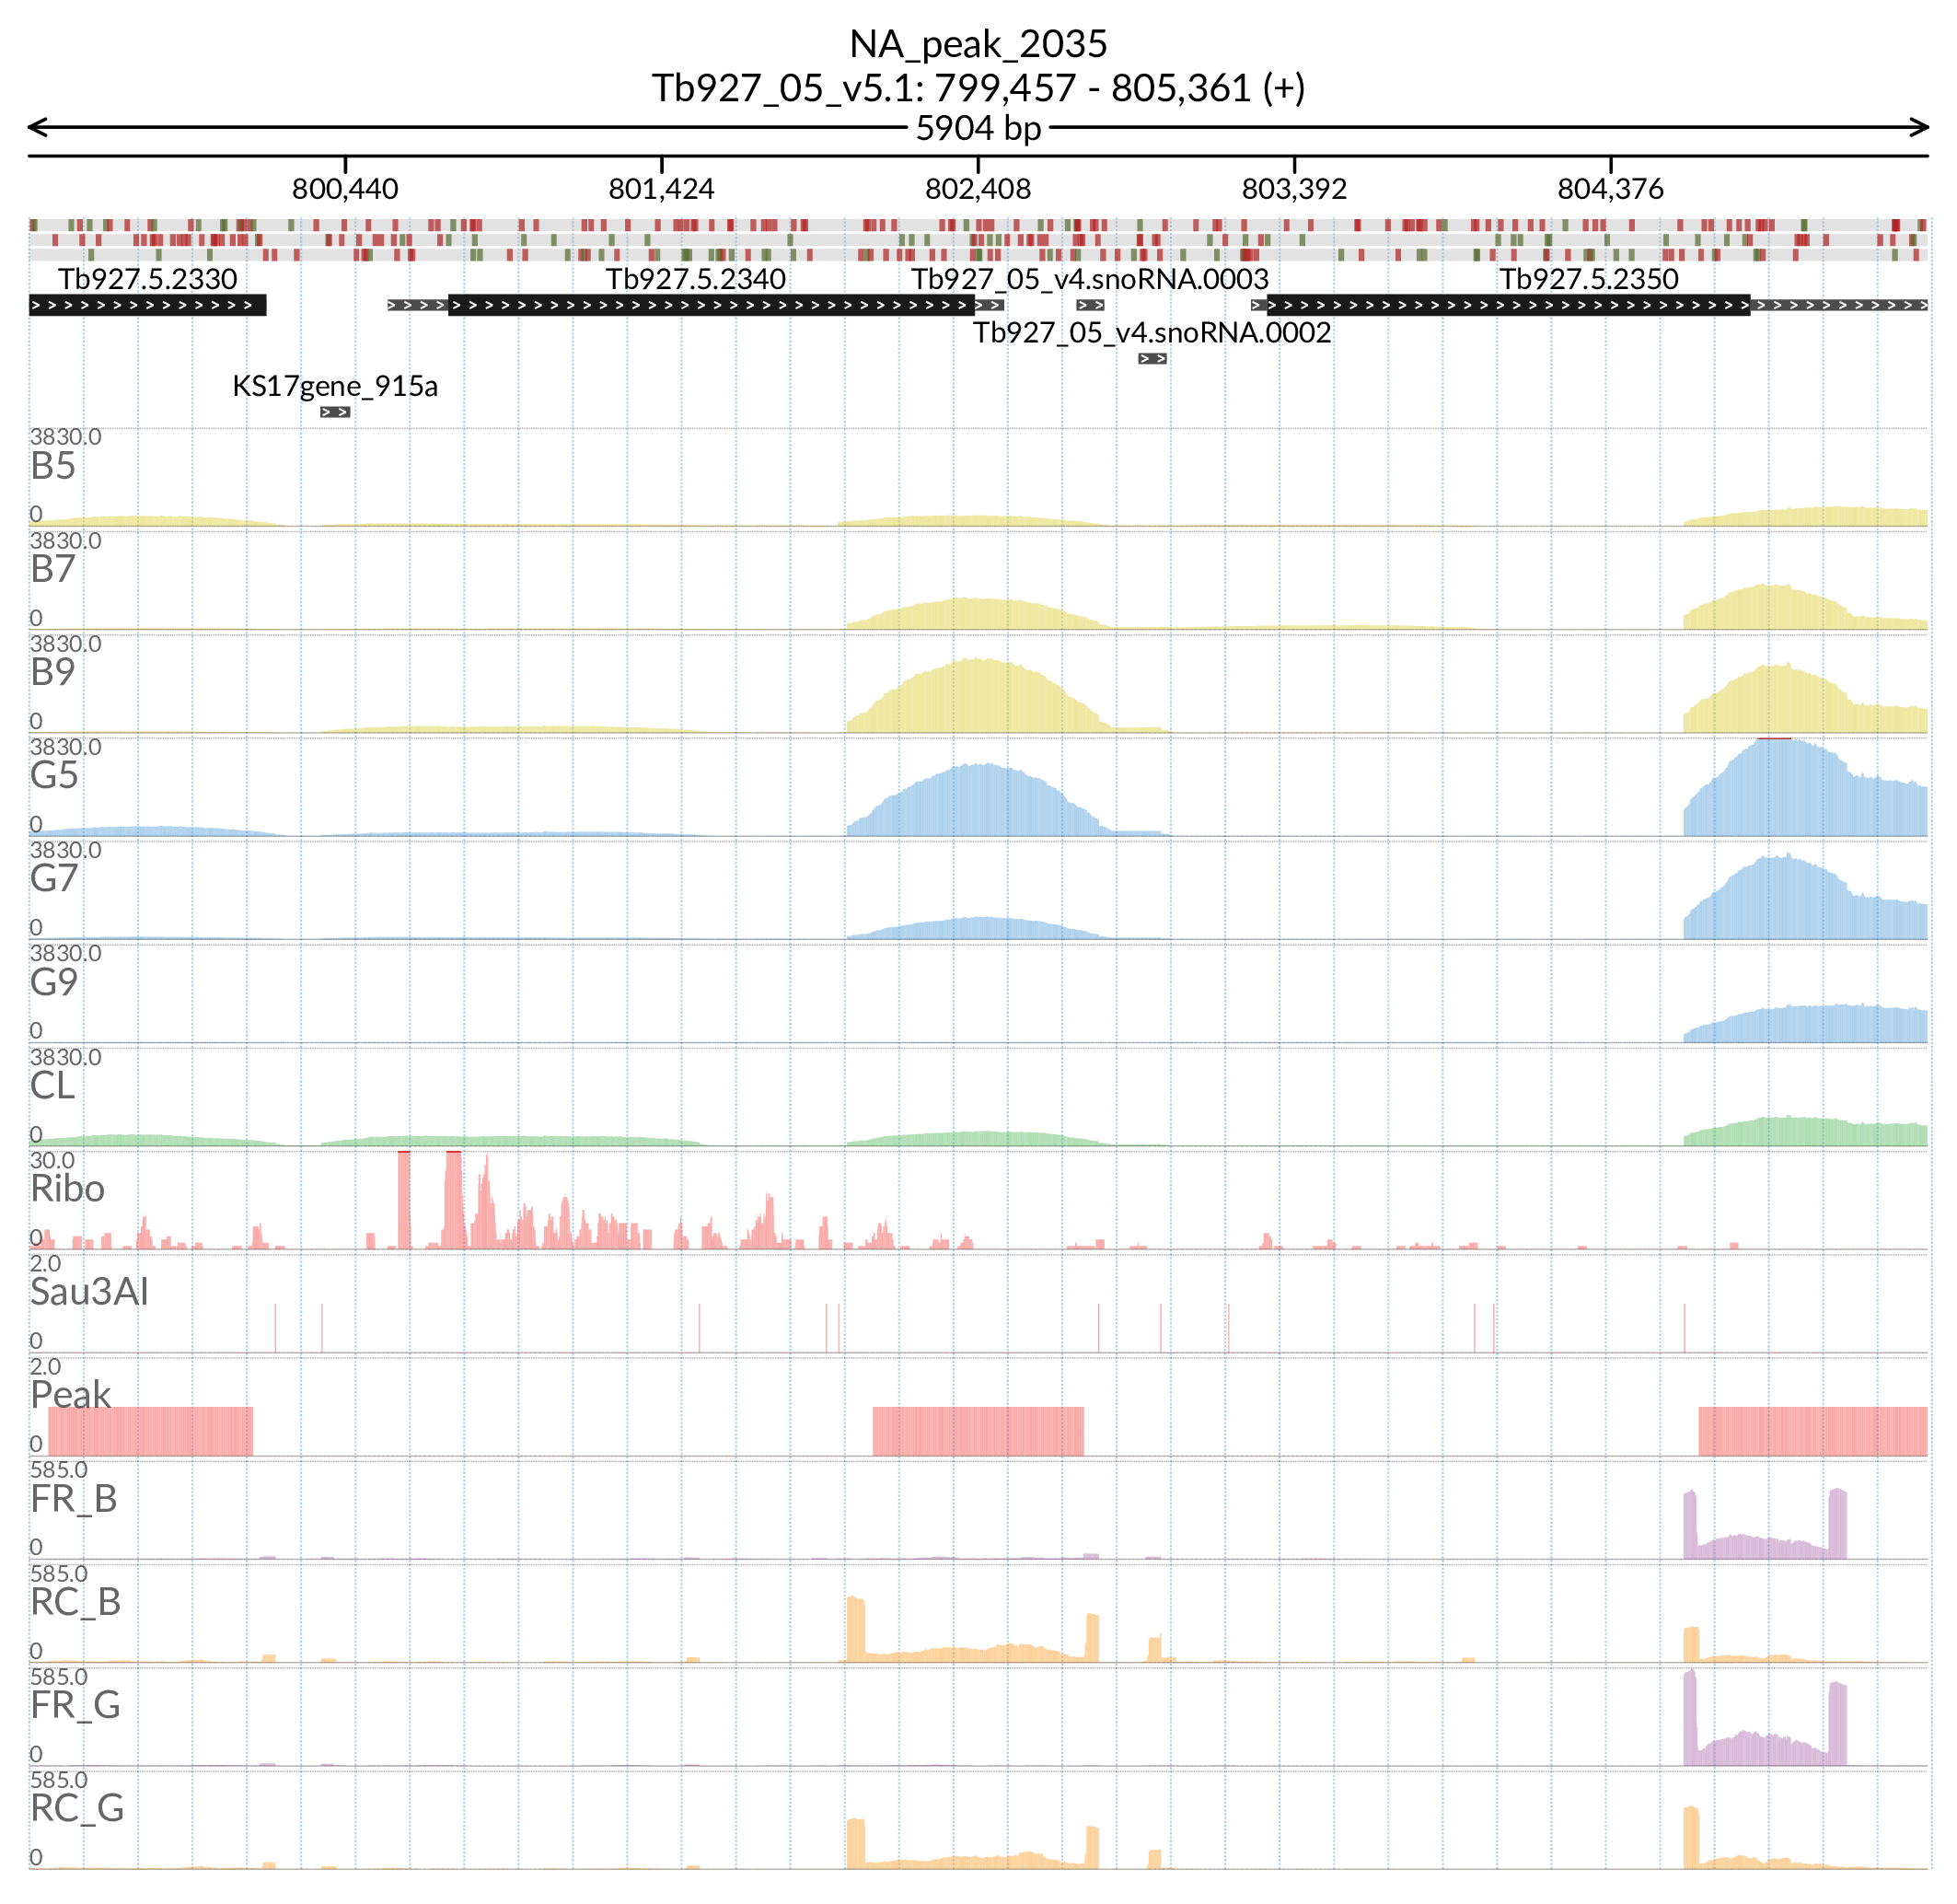 NA_peak_2035
Tb927_05_v5.1: 799,457 - 805,361 (+)
5904 bp
800,440 801,424 802,408 803,392 804,376
Tb927.5.2330 Tb927.5.2340 Tb927_05_v4.snoRNA.0003 Tb927.5.2350
Tb927_05_v4.snoRNA.0002
KS17gene_915a
3830.0
B5
0
3830.0
B7
0
3830.0
B9
0
3830.0
G5
0
3830.0
G7
0
3830.0
G9
0
3830.0
CL
0
30.0
Ribo
0
2.0
Sau3AI
0
2.0
Peak
0
585.0
FR_B
0
585.0
RC_B
0
585.0
FR_G
0
585.0
RC_G
0